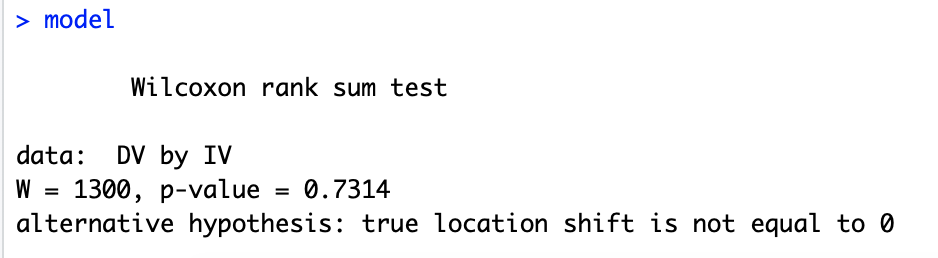 > model
Wilcoxon rank sum test
data:  DV by IV
W = 1300, p-value = 0.7314
alternative hypothesis: true location shift is not equal to 0